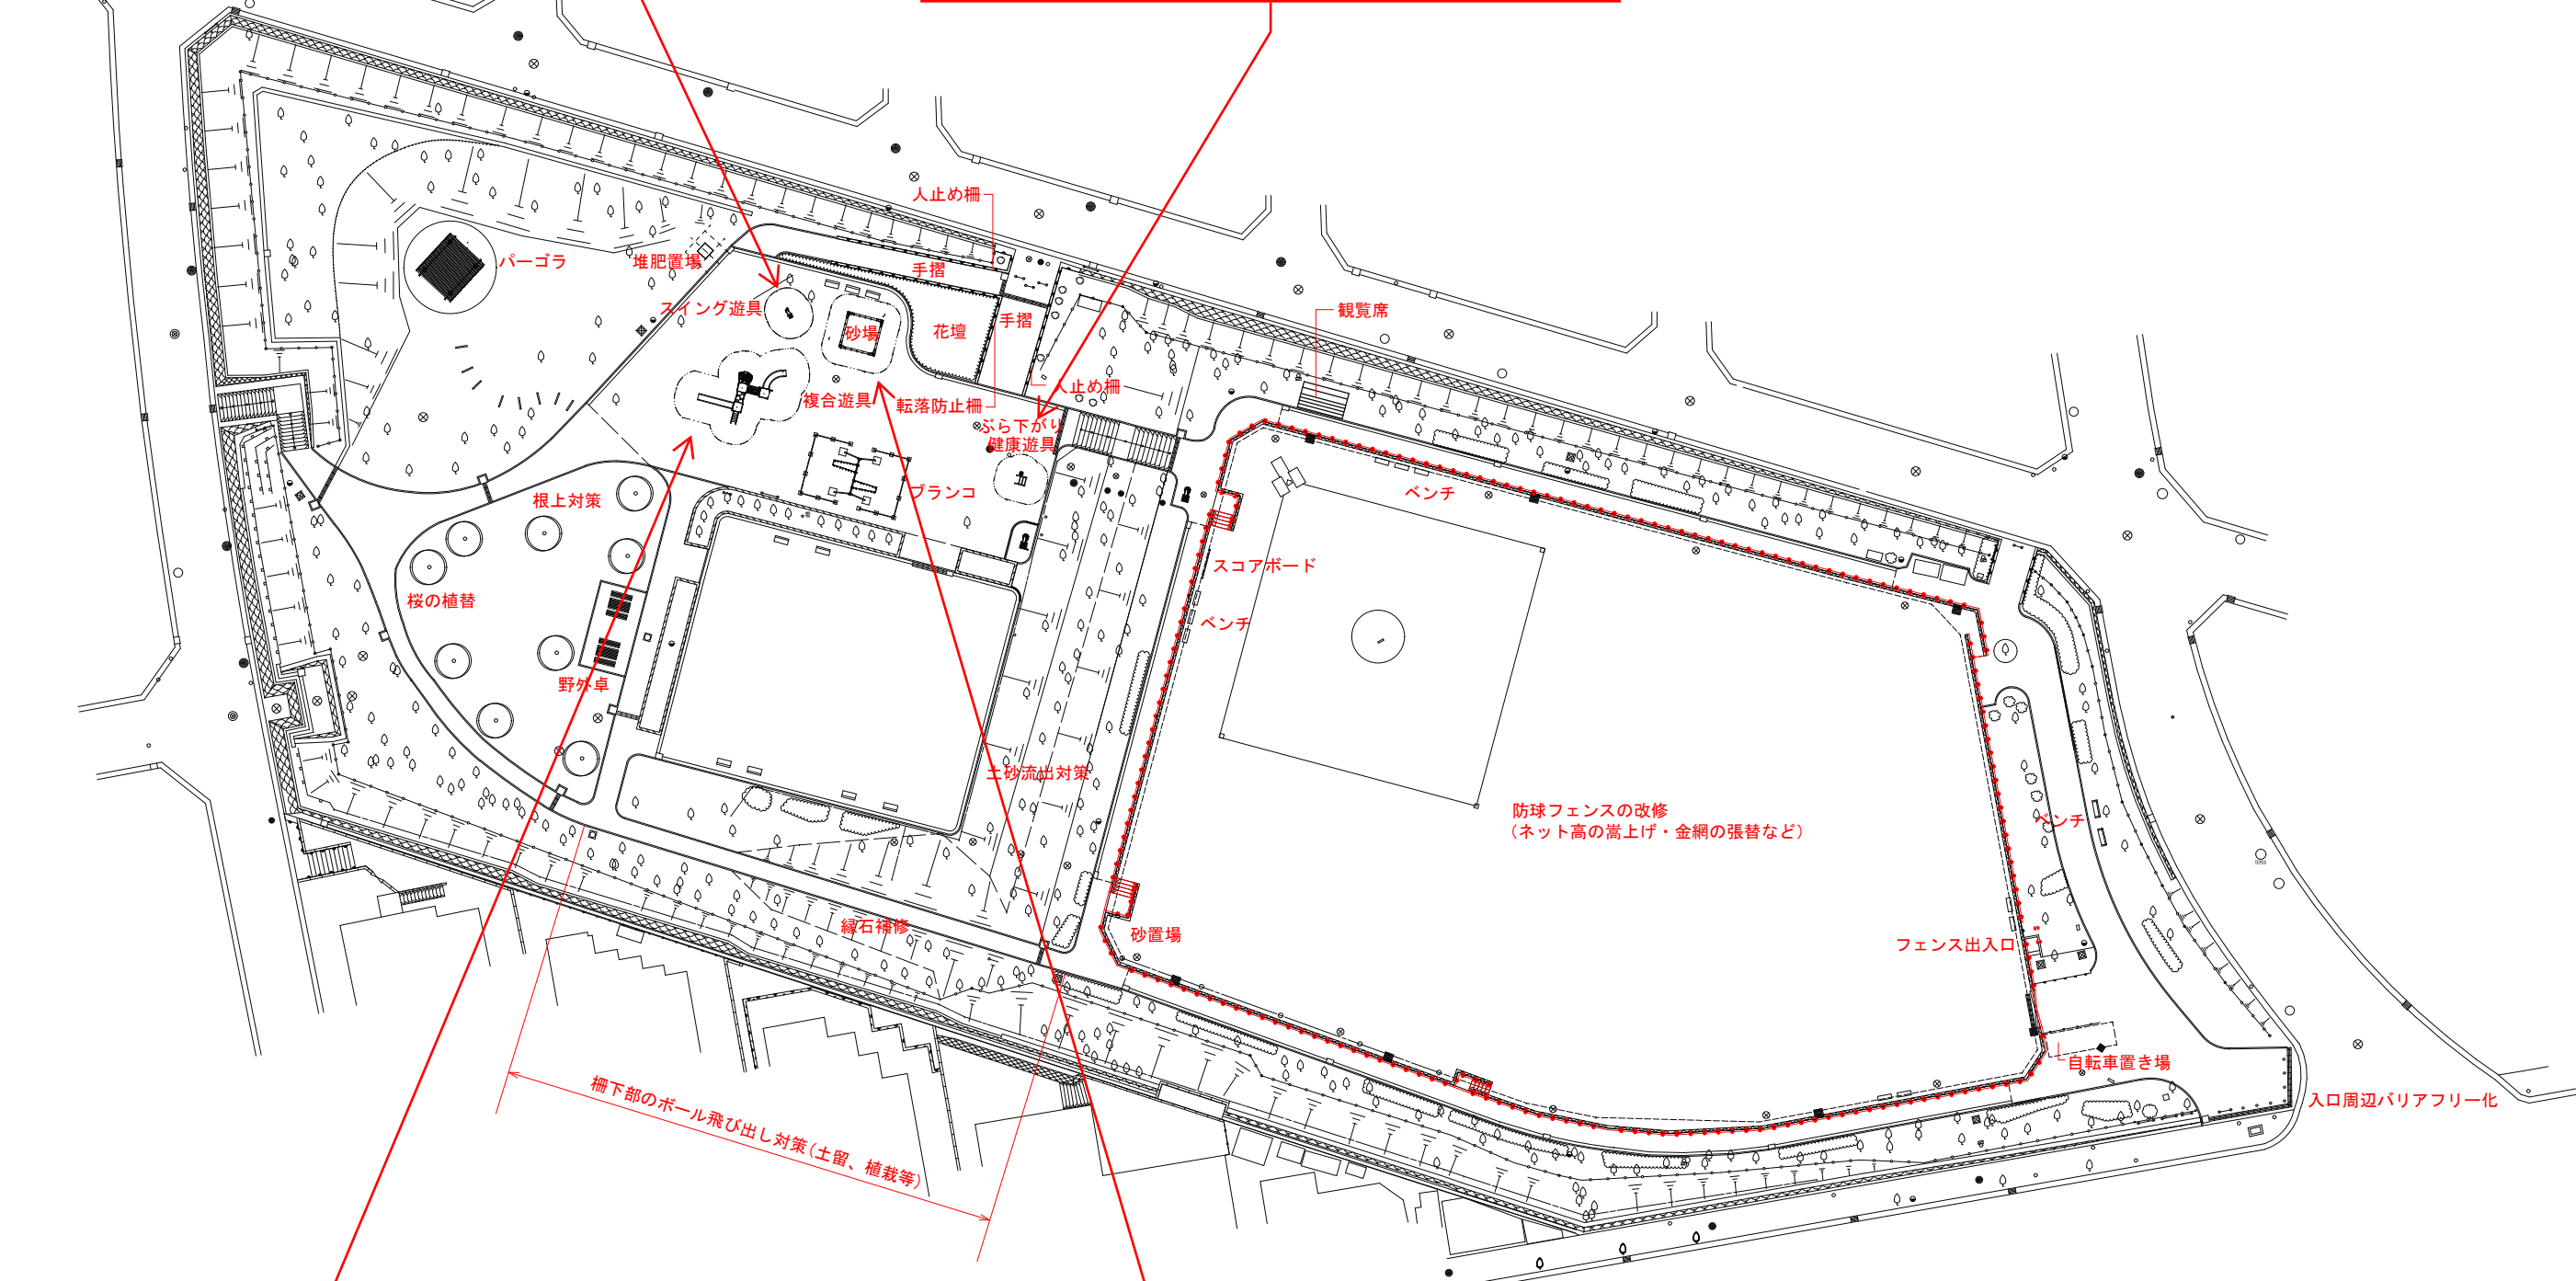 人止め柵
パーゴラ
堆肥置場
手摺
スイング遊具
砂場
花壇
手摺
観覧席
人止め柵
複合遊具
転落防止柵
ぶら下がり
健康遊具
ブランコ
ベンチ
根上対策
スコアボード
桜の植替
ベンチ
野外卓
土砂流出対策
防球フェンスの改修
(ネット高の嵩上げ・金網の張替など)
ベンチ
縁石補修
砂置場
フェンス出入口
自転車置き場
入口周辺バリアフリー化
柵下部のボール飛び出し対策(土留、植栽等)